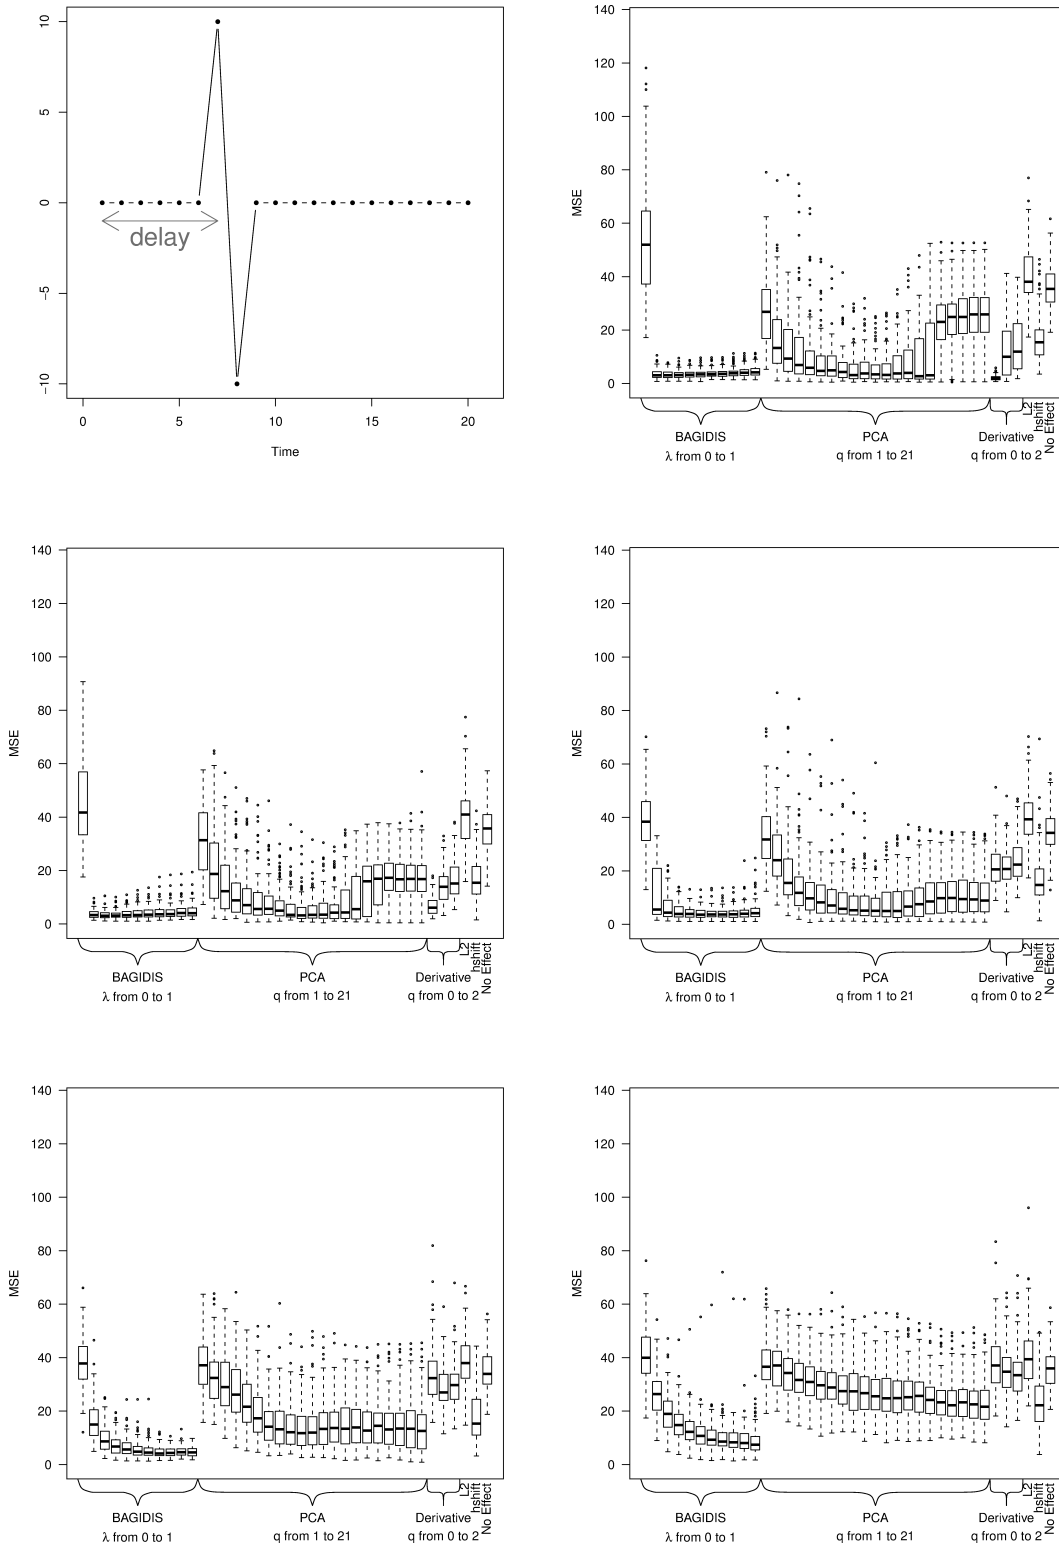 10
5
0
−5
−10
delay
0 5 10 15 20
Time
MSE
140
120
100
80
60
40
20
0
BAGIDIS
λ from 0 to 1
PCA
q from 1 to 21
Derivative
q from 0 to 2
L2
hshift
No Effect
MSE
140
120
100
80
60
40
20
0
BAGIDIS
λ from 0 to 1
PCA
q from 1 to 21
Derivative
q from 0 to 2
L2
hshift
No Effect
MSE
140
120
100
80
60
40
20
0
BAGIDIS
λ from 0 to 1
PCA
q from 1 to 21
Derivative
q from 0 to 2
L2
hshift
No Effect
MSE
140
120
100
80
60
40
20
0
BAGIDIS
λ from 0 to 1
PCA
q from 1 to 21
Derivative
q from 0 to 2
L2
hshift
No Effect
MSE
140
120
100
80
60
40
20
0
BAGIDIS
λ from 0 to 1
PCA
q from 1 to 21
Derivative
q from 0 to 2
L2
hshift
No Effect